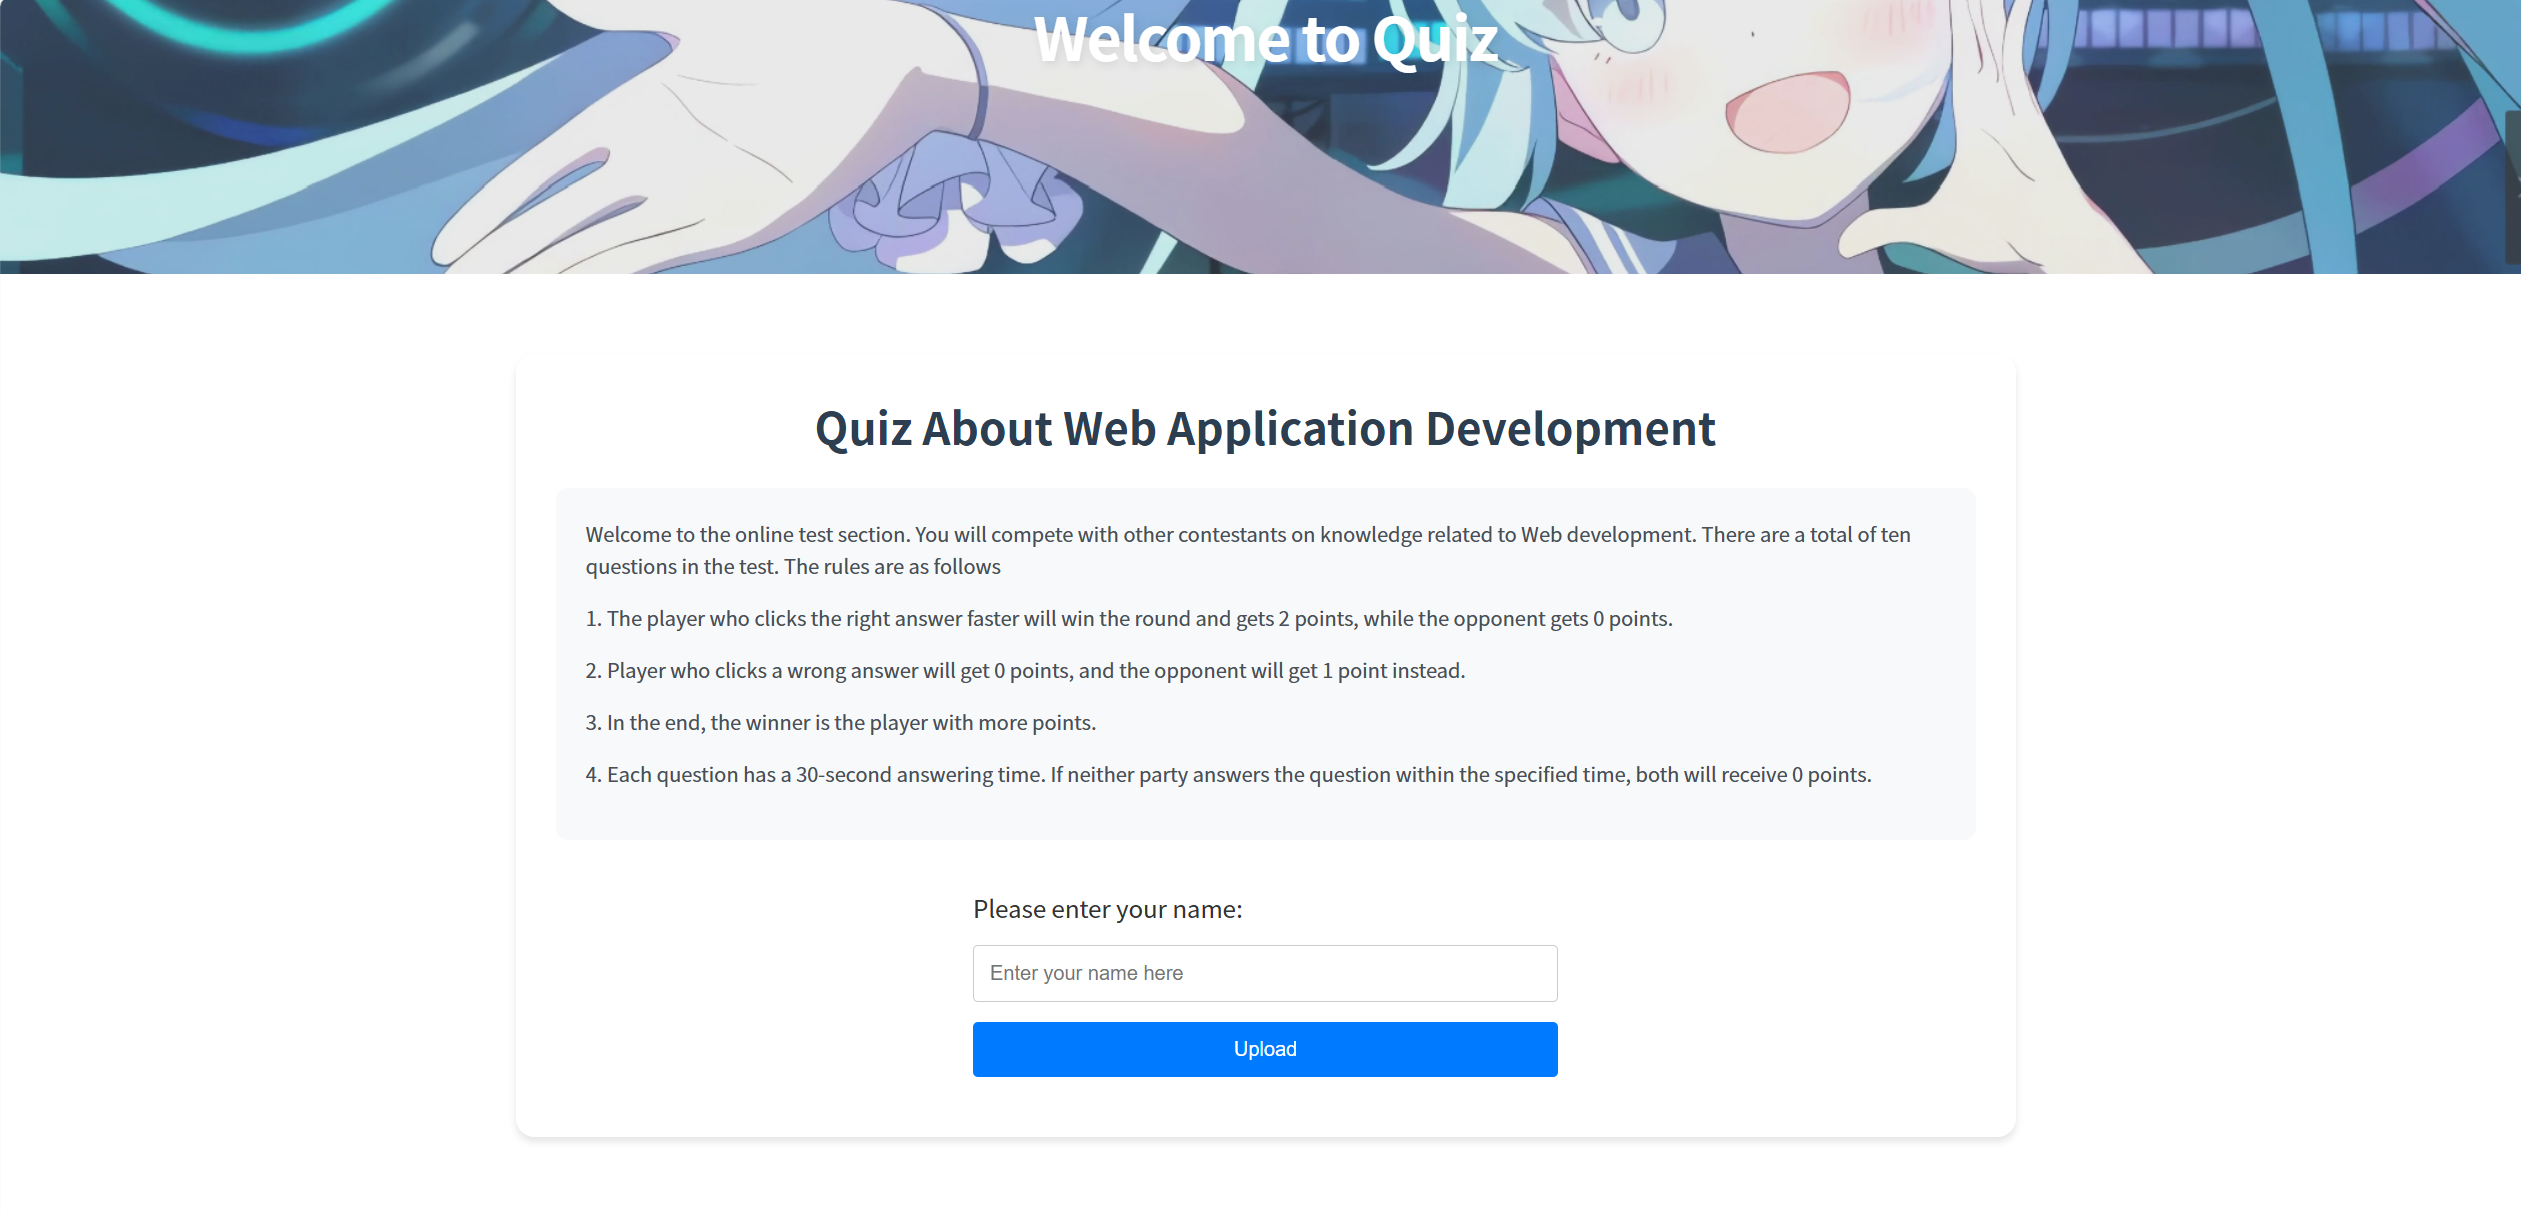 Welcome to Quiz
Quiz About Web Application Development
Welcome to the online test section. You will compete with other contestants on knowledge related to Web development. There are a total of ten
questions in the test. The rules are as follows
1. The player who clicks the right answer faster will win the round and gets 2 points, while the opponent gets 0 points.
2. Player who clicks a wrong answer will get 0 points, and the opponent will get 1 point instead.
3. In the end, the winner is the player with more points.
4. Each question has a 30-second answering time. If neither party answers the question within the specified time, both will receive 0 points.
Please enter your name:
Enter your name here
Upload